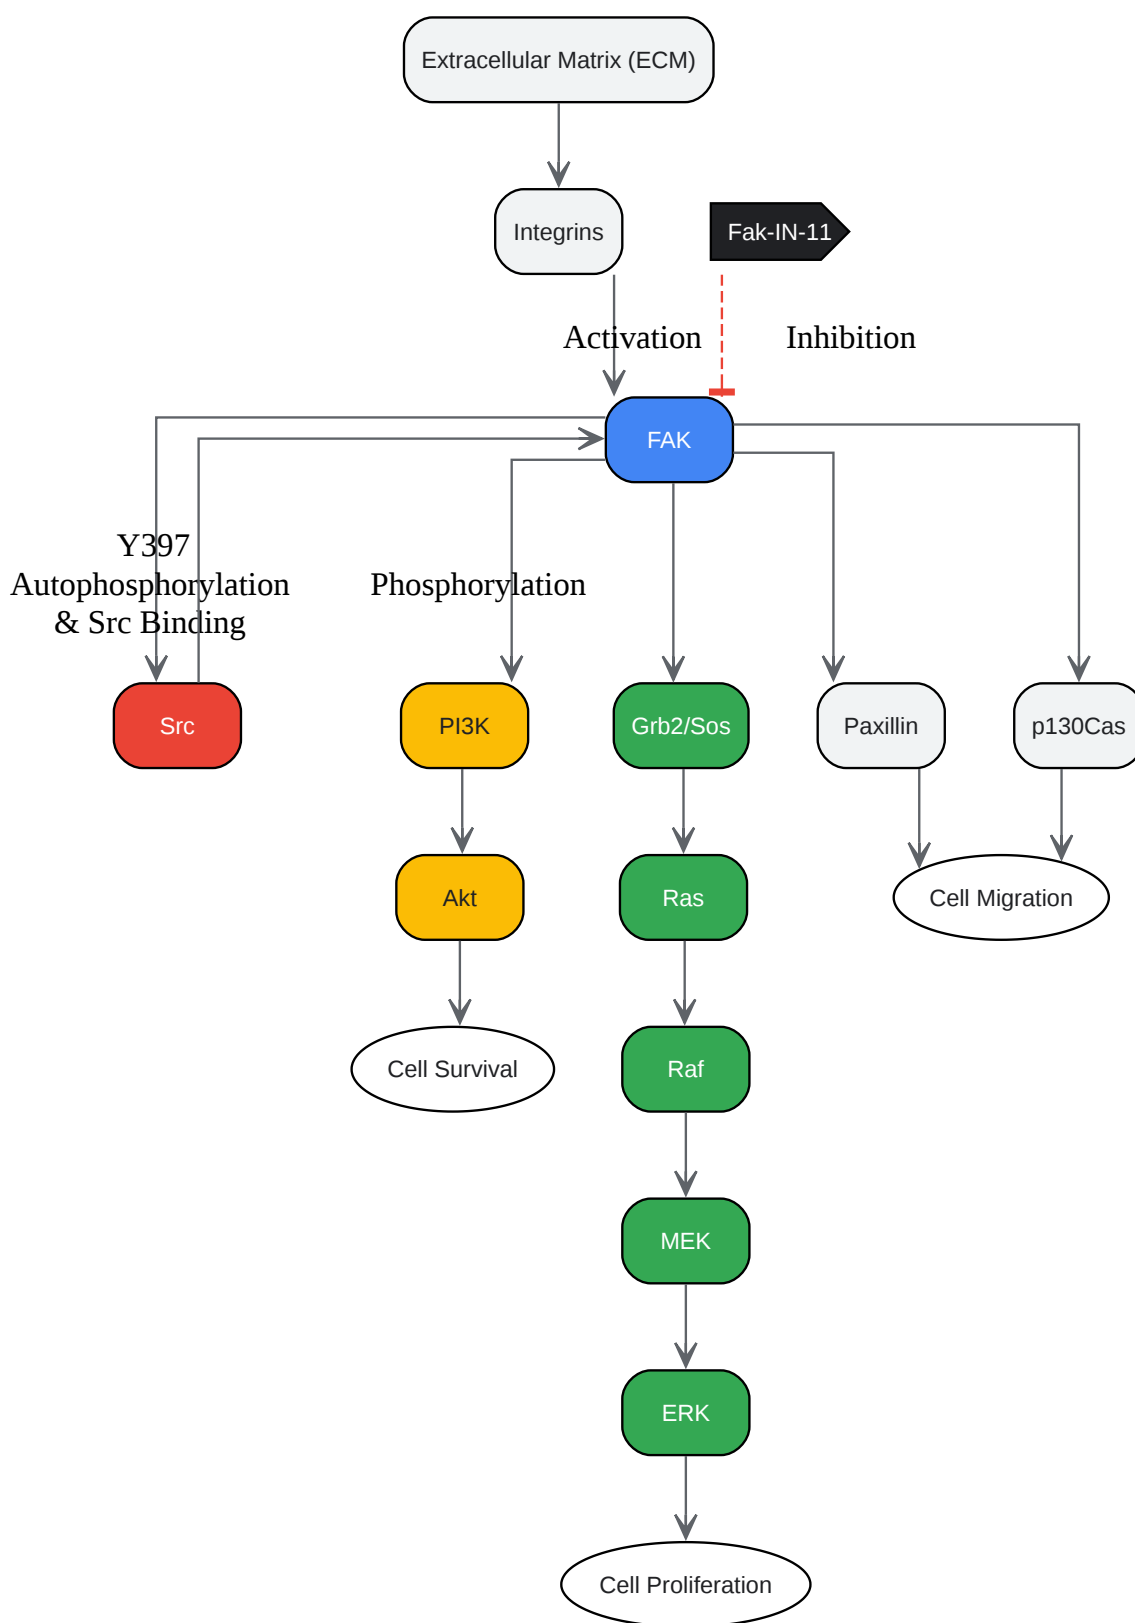 Extracellular Matrix (ECM)
Integrins
Fak-IN-11
Activation
Inhibition
FAK
Y397
Autophosphorylation
& Src Binding
Phosphorylation
Src
PI3K
Grb2/Sos
Paxillin
p130Cas
Akt
Ras
Cell Migration
Cell Survival
Raf
MEK
ERK
Cell Proliferation